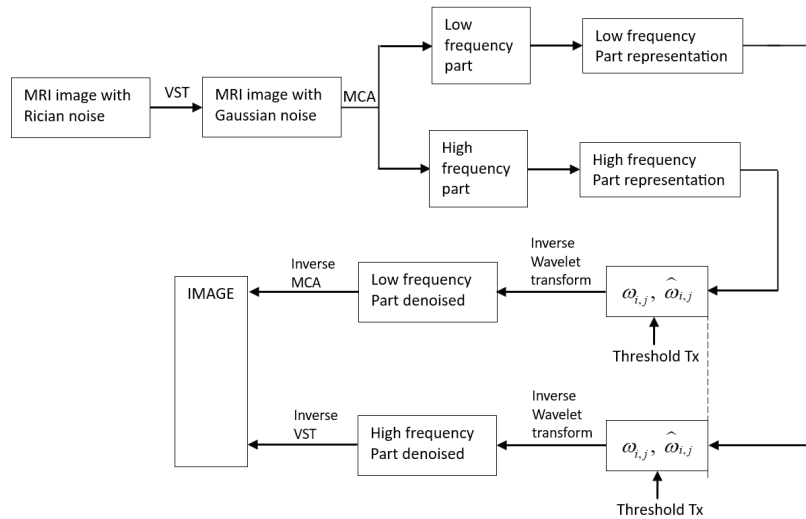 MRI image with
Rician noise
VST
MRI image with
Gaussian noise
MCA
Low
frequency
part
Low frequency
Part representation
High
frequency
part
High frequency
Part representation
IMAGE
Inverse
MCA
Low frequency
Part denoised
Inverse
Wavelet
transform
ω_{i,j}, \hat{ω}_{i,j}
Threshold Tx
Inverse
VST
High frequency
Part denoised
Inverse
Wavelet
transform
ω_{i,j}, \hat{ω}_{i,j}
Threshold Tx